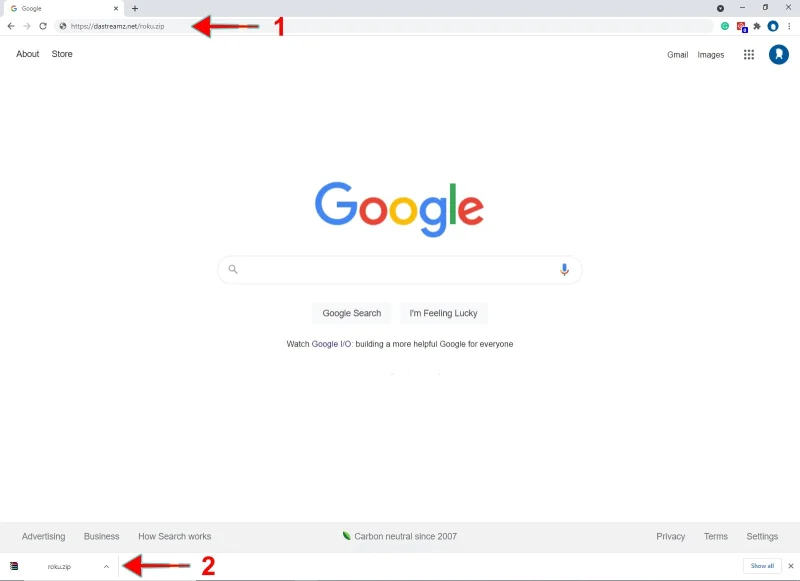 Google
https://dastreamz.net/roku.zip
1
About Store
Gmail Images
Google
Google Search I'm Feeling Lucky
Watch Google I/O: building a more helpful Google for everyone
Advertising Business How Search works
Carbon neutral since 2007
Privacy Terms Settings
roku.zip
2
Show all